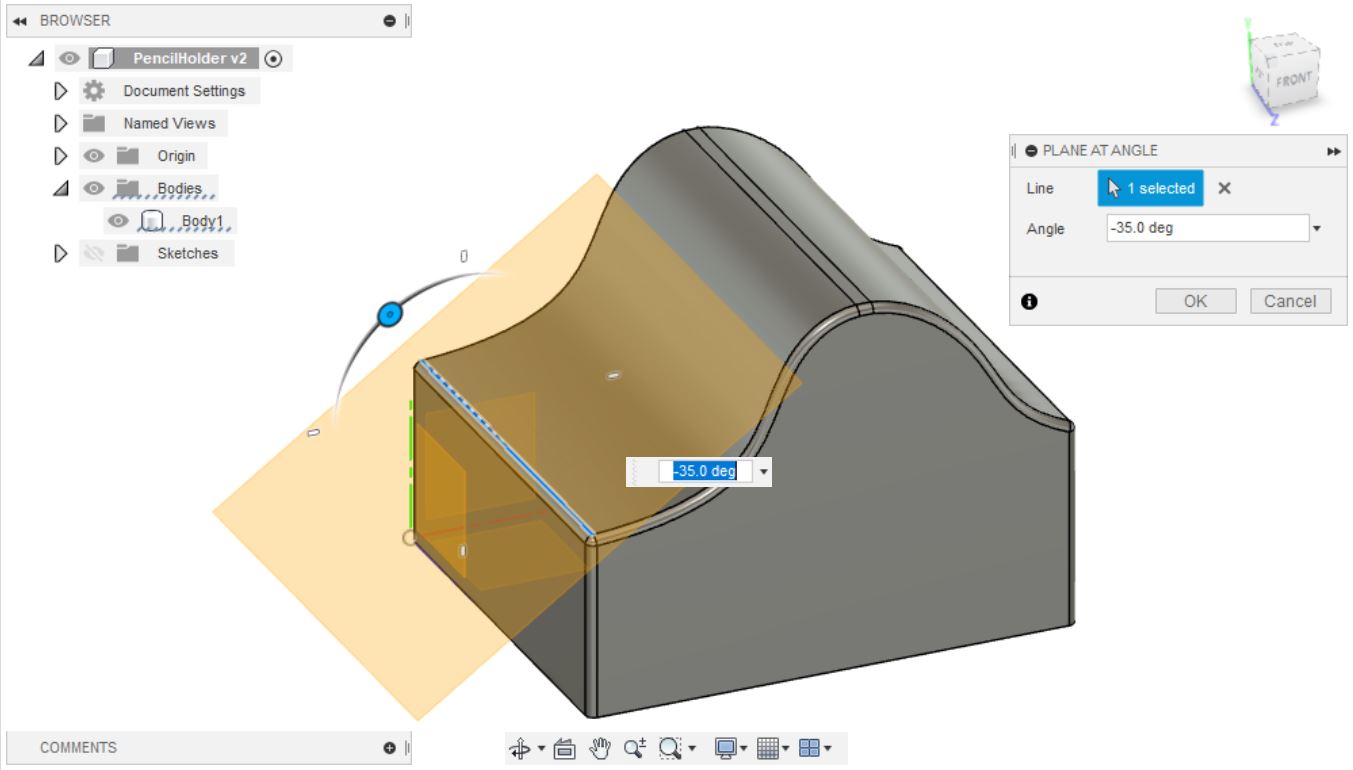 BROWSER
PencilHolder v2
Document Settings
Named Views
Origin
Bodies
Body1
Sketches
FRONT
Z
PLANE AT ANGLE
Line
1 selected
Angle
-35.0 deg
OK
Cancel
-35.0 deg
COMMENTS